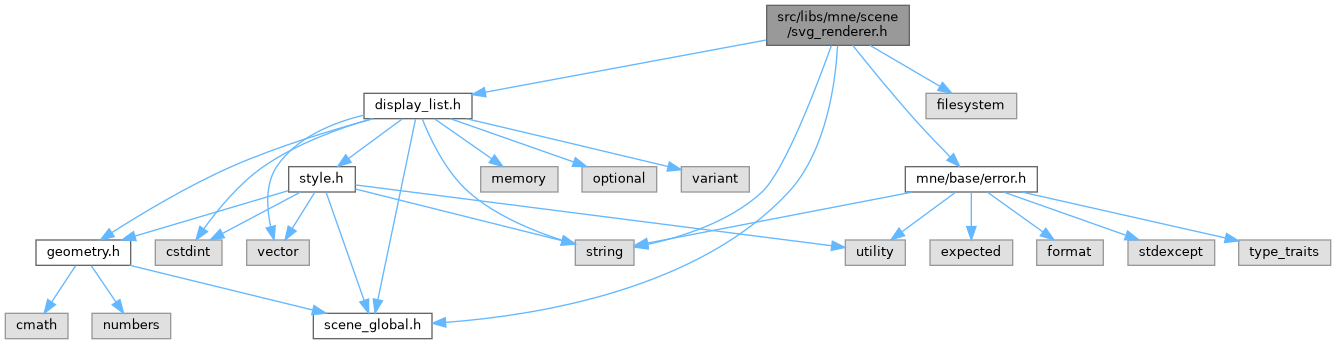 src/libs/mne/scene
/svg_renderer.h
display_list.h
filesystem
style.h
memory
optional
variant
mne/base/error.h
geometry.h
cstdint
vector
string
utility
expected
format
stdexcept
type_traits
cmath
numbers
scene_global.h